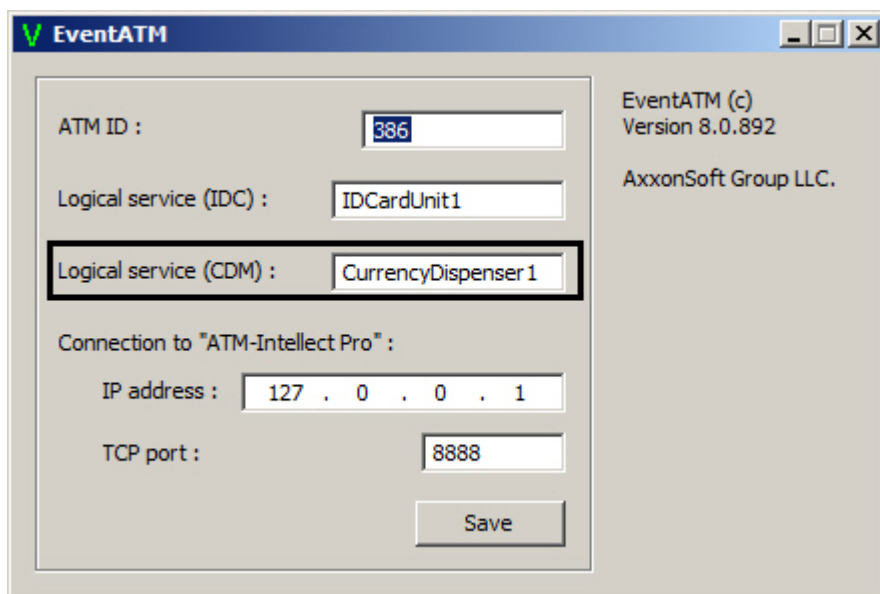 EventATM
ATM ID : 386
EventATM (c)
Version 8.0.892
AxxonSoft Group LLC.
Logical service (IDC) : IDCardUnit1
Logical service (CDM) : CurrencyDispenser1
Connection to "ATM-Intellect Pro" :
IP address : 127 . 0 . 0 . 1
TCP port : 8888
Save